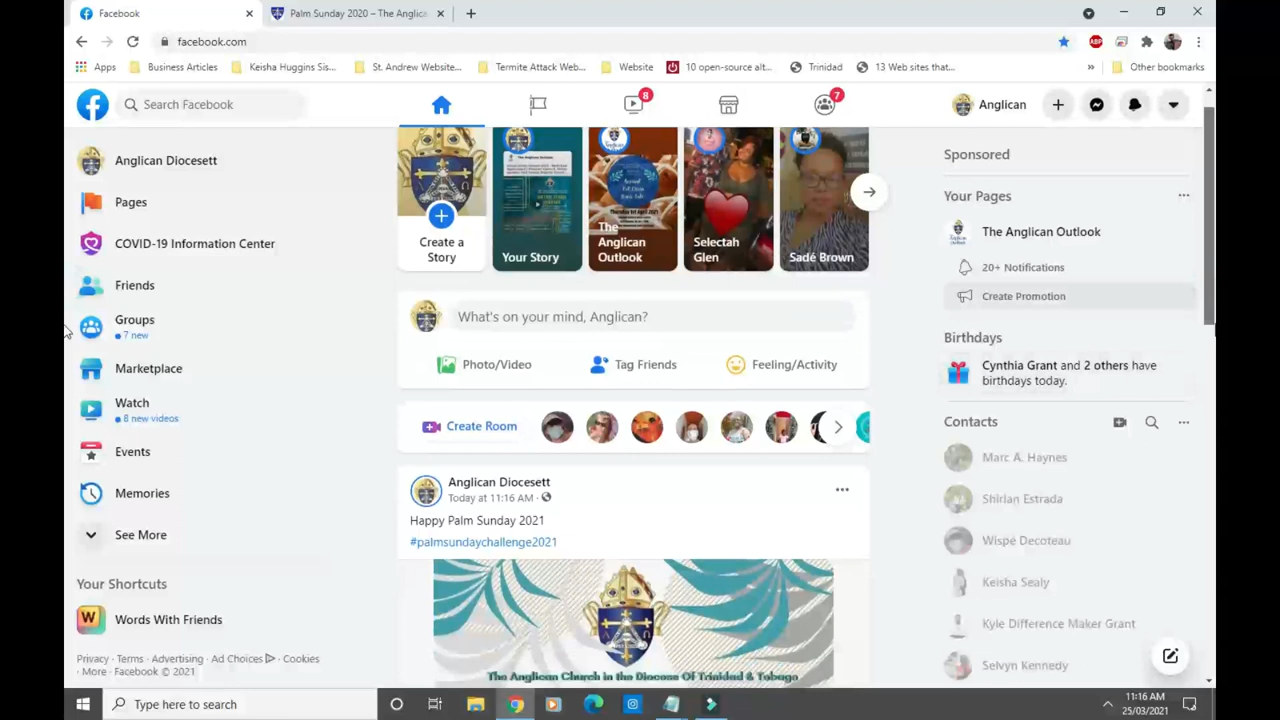 Facebook
Palm Sunday 2020 – The Anglica
facebook.com
Apps
Business Articles
Keisha Huggins Sis...
St. Andrew Website...
Termite Attack Web...
Website
10 open-source alt...
Trinidad
13 Web sites that...
»
Other bookmarks
Search Facebook
8
7
Anglican
Anglican Diocesett
Pages
COVID-19 Information Center
Friends
Groups
7 new
Marketplace
Watch
8 new videos
Events
Memories
See More
Your Shortcuts
W
Words With Friends
Privacy · Terms · Advertising · Ad Choices · Cookies
· More · Facebook © 2021
Create a
Story
Your Story
The
Anglican
Outlook
Selectah
Glen
Sadé Brown
What's on your mind, Anglican?
Photo/Video
Tag Friends
Feeling/Activity
Create Room
Anglican Diocesett
Today at 11:16 AM ·
Happy Palm Sunday 2021
#palmsundaychallenge2021
The Anglican Church in the Diocese Of Trinidad & Tobago
Sponsored
Your Pages
The Anglican Outlook
20+ Notifications
Create Promotion
Birthdays
Cynthia Grant and 2 others have
birthdays today.
Contacts
Marc A. Haynes
Shirlan Estrada
Wispé Decoteau
Keisha Sealy
Kyle Difference Maker Grant
Selvyn Kennedy
Type here to search
11:16 AM
25/03/2021